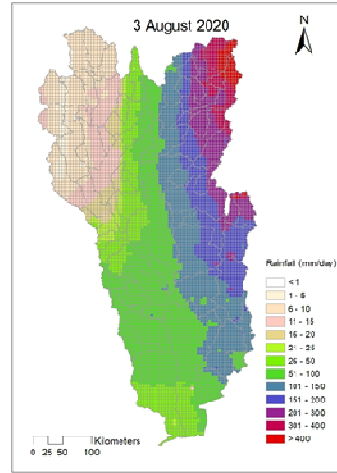 3 August 2020
N
Rainfall (mm/day)
<1
1 - 5
6 - 10
11 - 15
16 - 20
21 - 25
26 - 50
51 - 100
101 - 150
151 - 200
201 - 300
301 - 400
>400
0 25 50 100 Kilometers